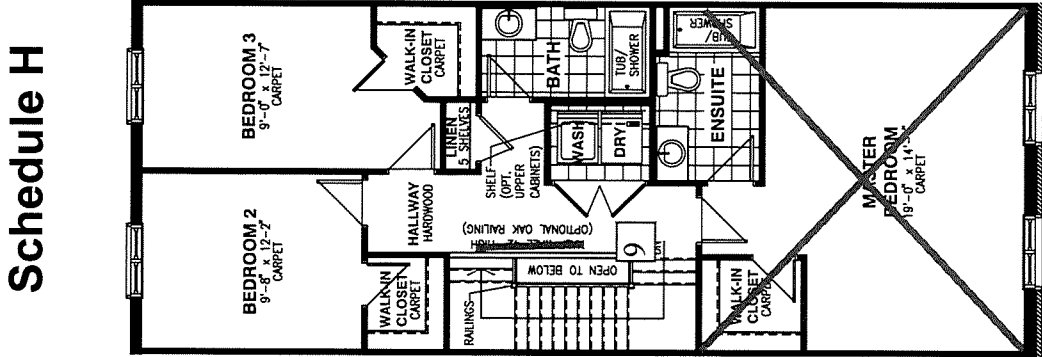 Schedule H
BEDROOM 3
9'-0" x 12'-7"
CARPET
WALK-IN
CLOSET
CARPET
LINEN
5 SHELVES
BATH
TUB/
SHOWER
TUB/
SHOWER
ENSUITE
WASH
DRY
SHELF
(OPT.
UPPER
CABINETS)
HALLWAY
HARDWOOD
(OPTIONAL OAK RAILING)
HIGH
OPEN TO BELOW
9
RAILINGS
BEDROOM 2
9'-8" x 12'-2"
CARPET
WALK-IN
CLOSET
CARPET
WALK-IN
CLOSET
CARPET
MASTER
BEDROOM
CARPET